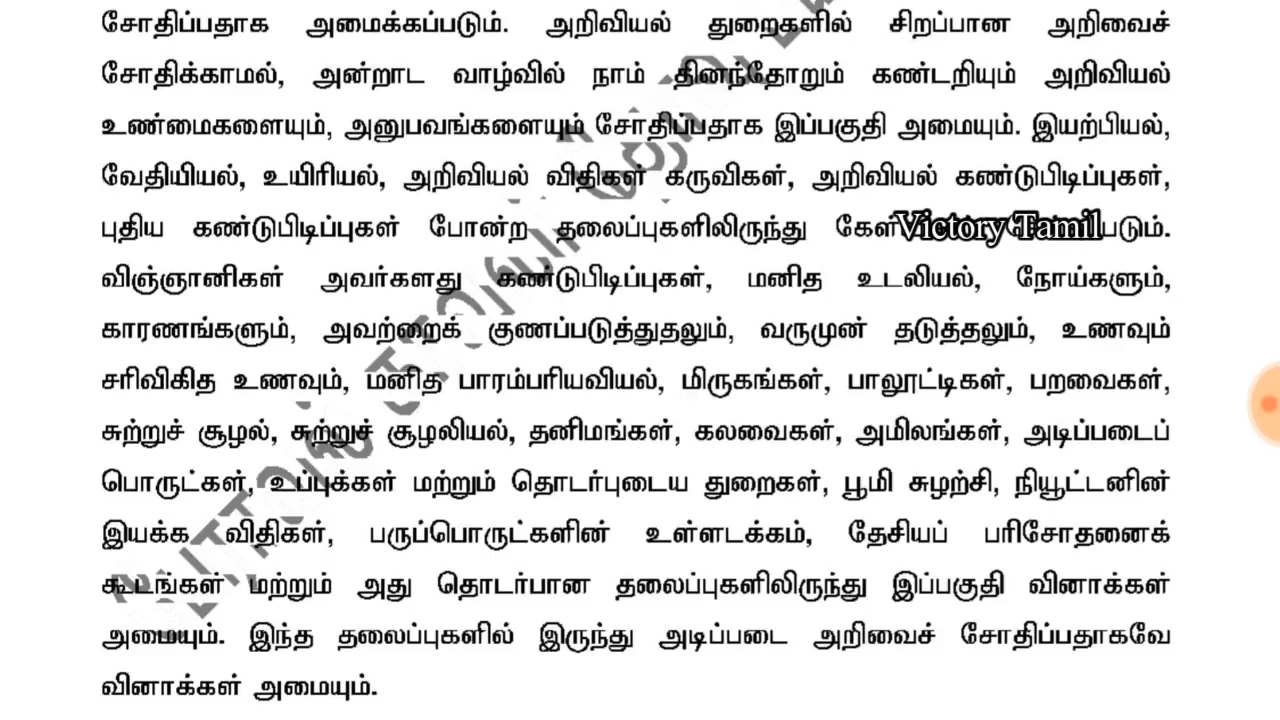 சோதிப்பதாக அமைக்கப்படும். அறிவியல் துறைகளில் சிறப்பான அறிவைச்
சோதிக்காமல், அன்றாட வாழ்வில் நாம் தினந்தோறும் கண்டறியும் அறிவியல்
உண்மைகளையும், அனுபவங்களையும் சோதிப்பதாக இப்பகுதி அமையும். இயற்பியல்,
வேதியியல், உயிரியல், அறிவியல் விதிகள் கருவிகள், அறிவியல் கண்டுபிடிப்புகள்,
புதிய கண்டுபிடிப்புகள் போன்ற தலைப்புகளிலிருந்து Victory Tamil
விஞ்ஞானிகள் அவர்களது கண்டுபிடிப்புகள், மனித உடலியல், நோய்களும்,
காரணங்களும், அவற்றைக் குணப்படுத்துதலும், வருமுன் தடுத்தலும், உணவும்
சரிவிகித உணவும், மனித பாரம்பரியவியல், மிருகங்கள், பாலூட்டிகள், பறவைகள்,
சுற்றுச் சூழல், சுற்றுச் சூழலியல், தனிமங்கள், கலவைகள், அமிலங்கள், அடிப்படைப்
பொருட்கள், உப்புக்கள் மற்றும் தொடர்புடைய துறைகள், பூமி சுழற்சி, நியூட்டனின்
இயக்க விதிகள், பருப்பொருட்களின் உள்ளடக்கம், தேசியப் பரிசோதனைக்
கூடங்கள் மற்றும் அது தொடர்பான தலைப்புகளிலிருந்து இப்பகுதி வினாக்கள்
அமையும். இந்த தலைப்புகளில் இருந்து அடிப்படை அறிவைச் சோதிப்பதாகவே
வினாக்கள் அமையும்.